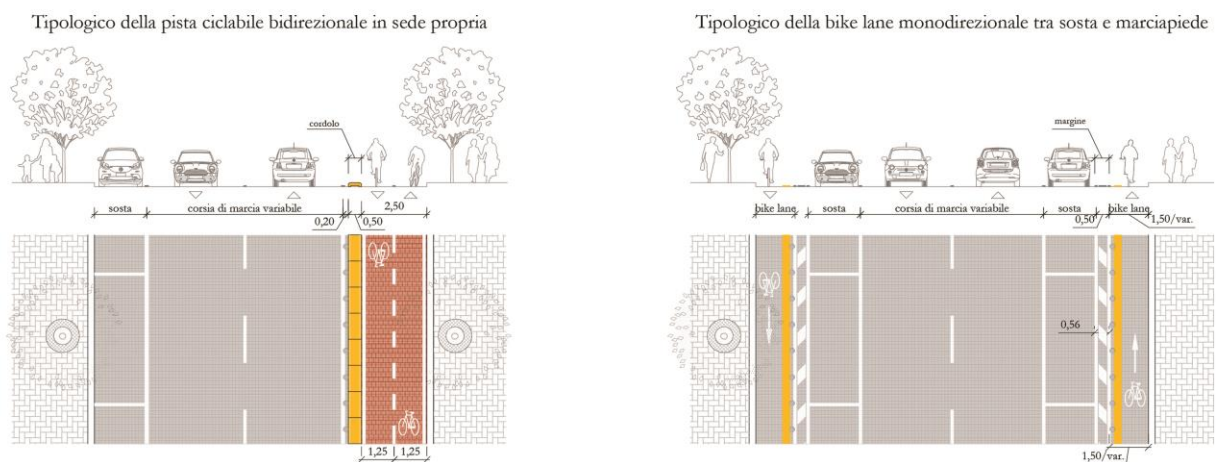 Tipologico della pista ciclabile bidirezionale in sede propria
cordolo
sosta
corsia di marcia variabile
2,50
0,20
0,50
1,25
1,25
Tipologico della bike lane monodirezionale tra sosta e marciapiede
margine
bike lane
sosta
corsia di marcia variabile
sosta
bike lane
0,50
1,50/var.
0,56
1,50/var.